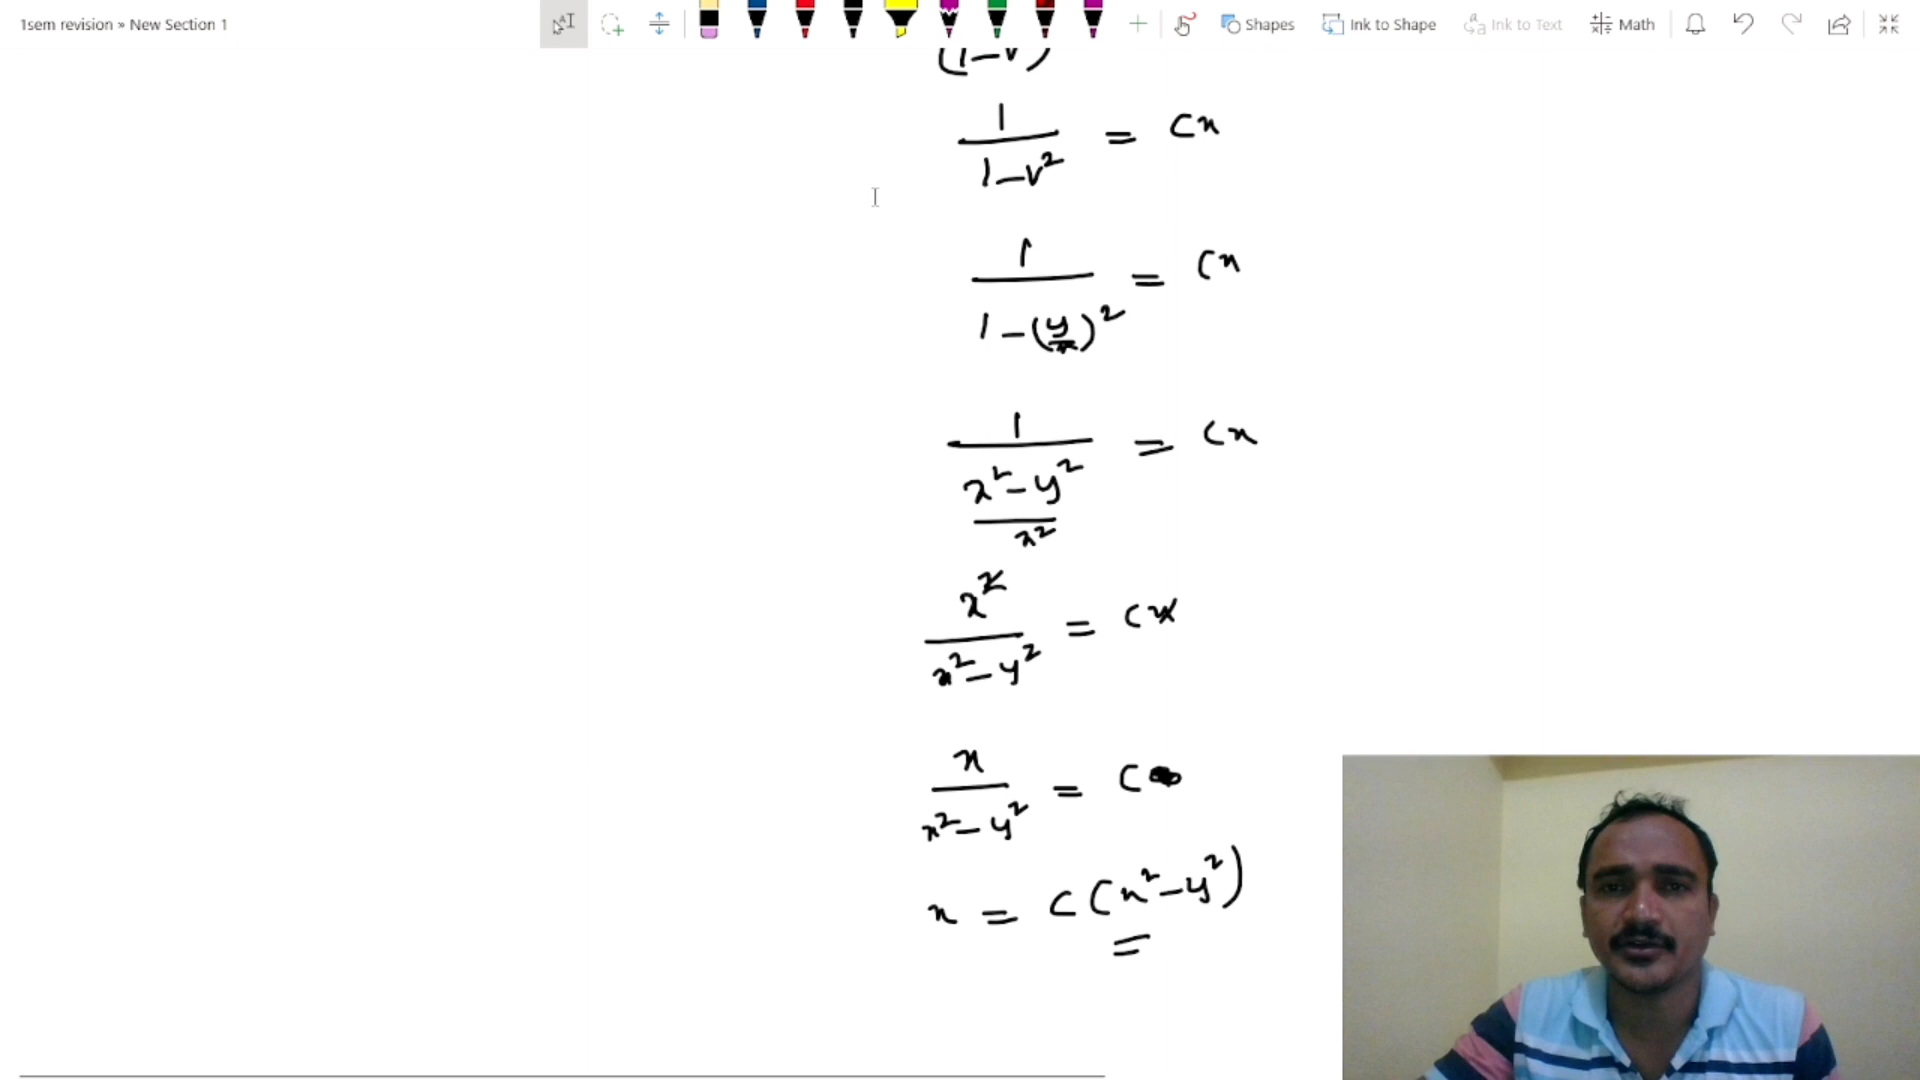 1sem revision » New Section 1
Shapes Ink to Shape Ink to Text Math
(1-v)
1/(1-v²) = cx
1/(1-(y/x)²) = cx
1/((x²-y²)/x²) = cx
x²/(x²-y²) = cx
x/(x²-y²) = c
x = c(x²-y²)